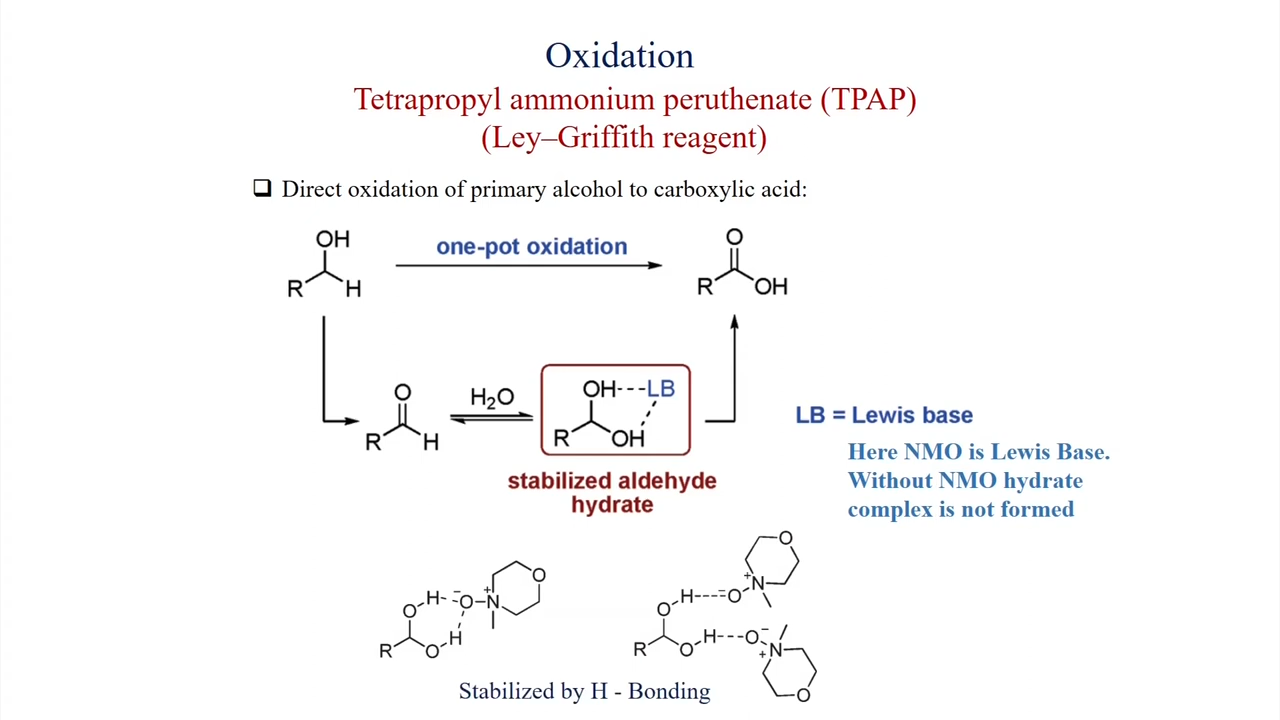 Oxidation
Tetrapropyl ammonium peruthenate (TPAP)
(Ley–Griffith reagent)
❑ Direct oxidation of primary alcohol to carboxylic acid:
OH
R
H
one-pot oxidation
O
R
OH
O
R
H
H2O
OH---LB
R
OH
stabilized aldehyde
hydrate
LB = Lewis base
Here NMO is Lewis Base.
Without NMO hydrate
complex is not formed
O
H
O
H
R
O
−
O
+
N
O
H
O
R
H
O
−
O
+
N
O
−
O
+
N
O
Stabilized by H - Bonding